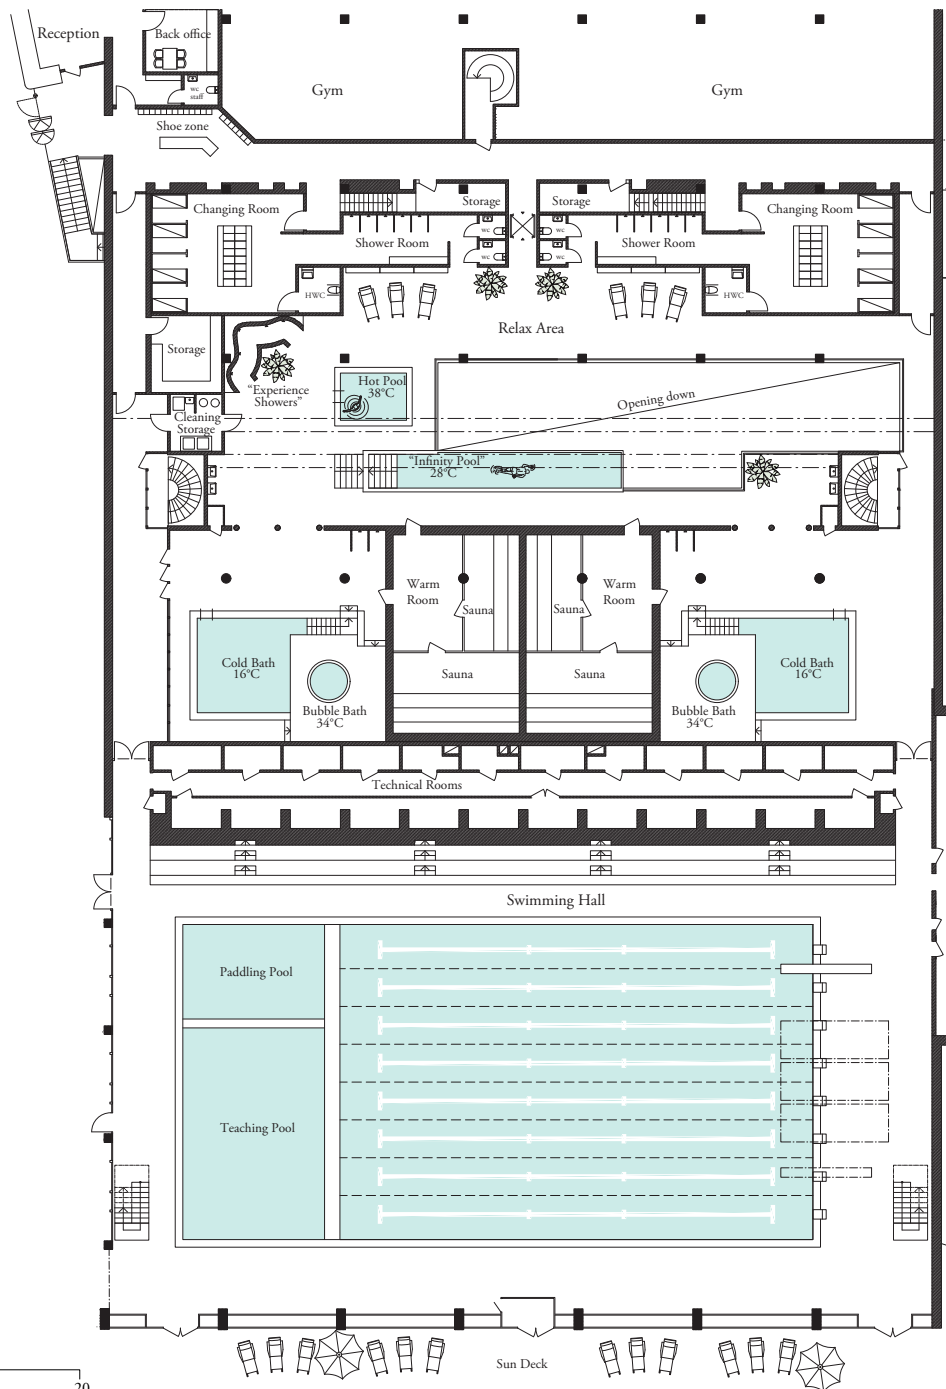 Reception
Back office
wc
staff
Gym
Gym
Shoe zone
Changing Room
Storage
Storage
Changing Room
wc
wc
Shower Room
Shower Room
wc
wc
HWC
HWC
Relax Area
Storage
Hot Pool
38°C
"Experience
Showers"
Opening down
Cleaning
Storage
"Infinity Pool"
28°C
Warm
Room
Sauna
Sauna
Warm
Room
Cold Bath
16°C
Sauna
Sauna
Cold Bath
16°C
Bubble Bath
34°C
Bubble Bath
34°C
Technical Rooms
Swimming Hall
Paddling Pool
Teaching Pool
Sun Deck
20